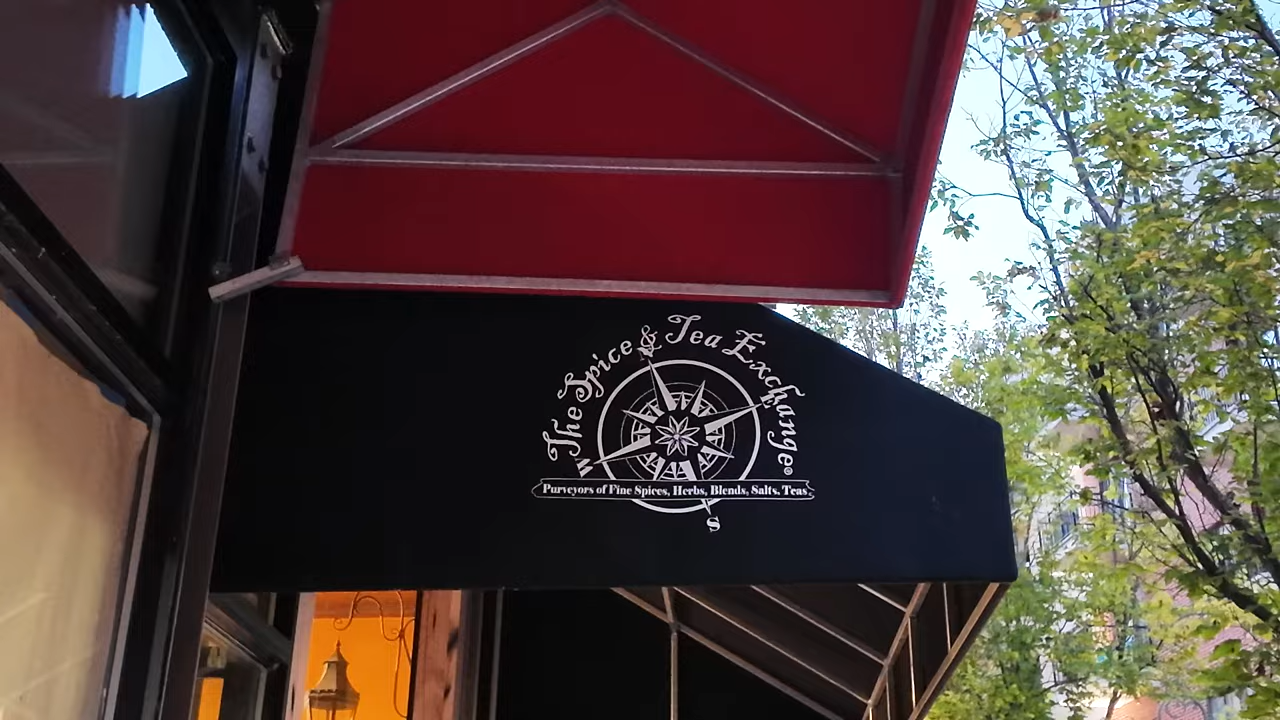 The Spice & Tea Exchange®
W
Purveyors of Fine Spices, Herbs, Blends, Salts, Teas
S